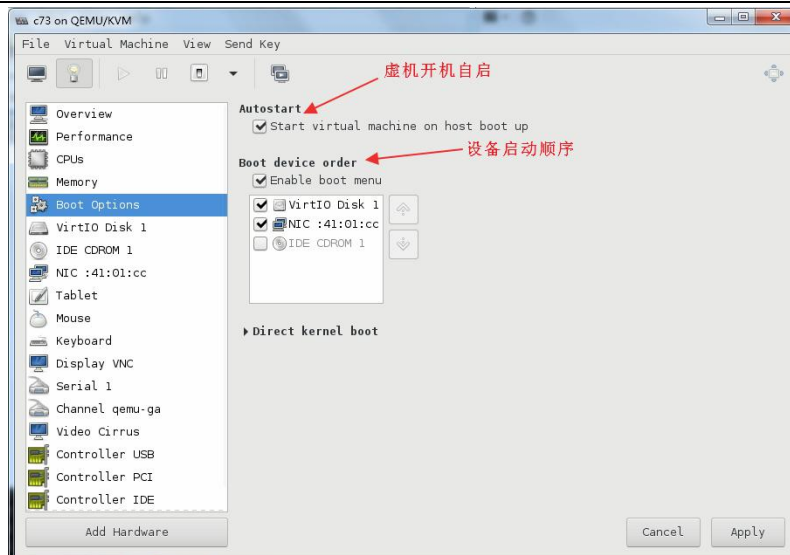 c73 on QEMU/KVM
File Virtual Machine View Send Key
虚机开机自启
Overview
Performance
CPUs
Memory
Boot Options
VirtIO Disk 1
IDE CDROM 1
NIC :41:01:cc
Tablet
Mouse
Keyboard
Display VNC
Serial 1
Channel qemu-ga
Video Cirrus
Controller USB
Controller PCI
Controller IDE
Add Hardware
Autostart
Start virtual machine on host boot up
设备启动顺序
Boot device order
Enable boot menu
VirtIO Disk 1
NIC :41:01:cc
IDE CDROM 1
Direct kernel boot
Cancel Apply